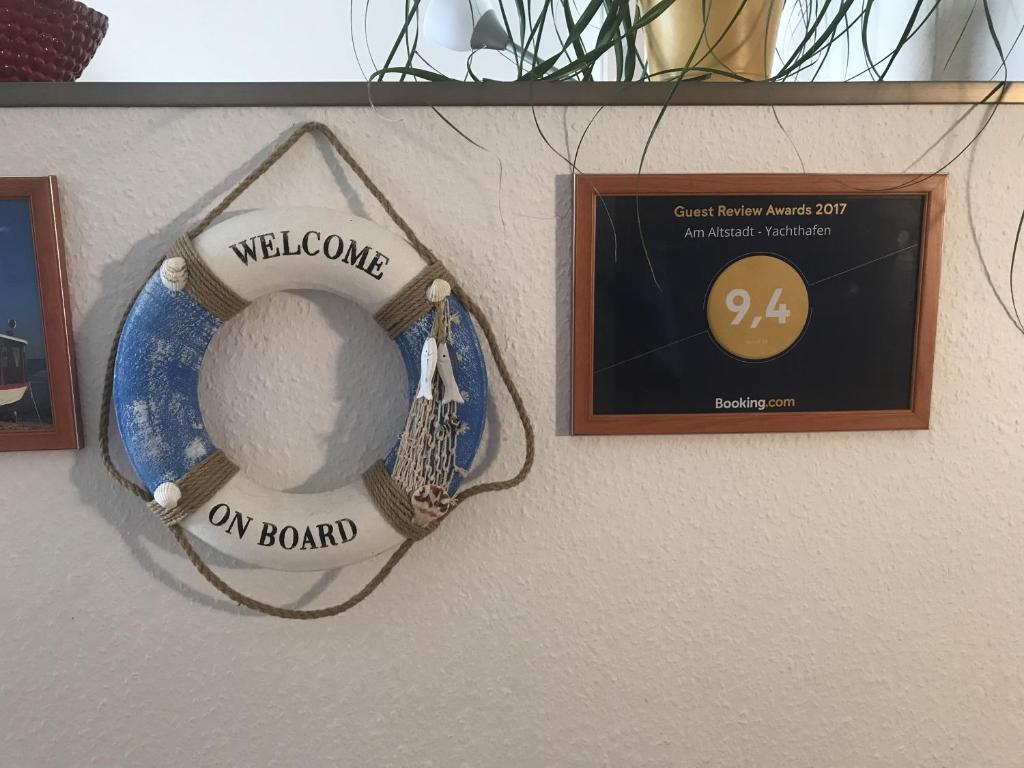 WELCOME
ON BOARD
Guest Review Awards 2017
Am Altstadt - Yachthafen
9,4
Booking.com